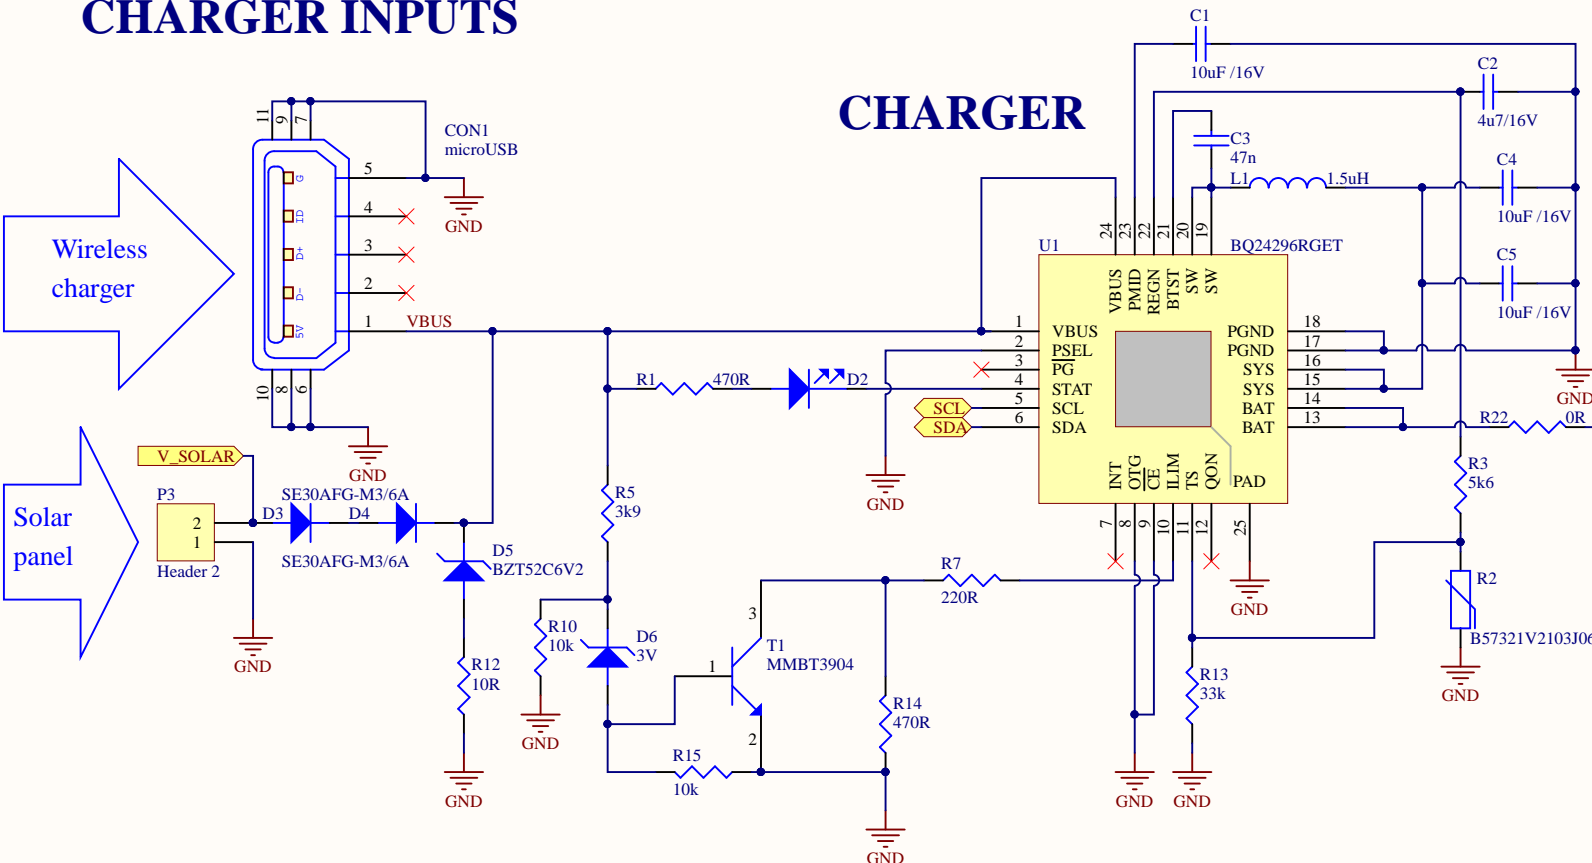 CHARGER INPUTS
CHARGER
Wireless
charger
Solar
panel
11
9
7
CON1
microUSB
G
ID
D+
D-
5V
5
4
3
2
1
GND
VBUS
10
8
6
GND
V_SOLAR
P3
2
1
Header 2
GND
SE30AFG-M3/6A
D3
D4
SE30AFG-M3/6A
D5
BZT52C6V2
R12
10R
GND
R1
470R
D2
R5
3k9
R10
10k
GND
D6
3V
T1
MMBT3904
3
1
2
R15
10k
R14
470R
GND
R7
220R
GND
SCL
SDA
U1
BQ24296RGET
24
23
22
21
20
19
VBUS
PMID
REGN
BTST
SW
SW
1
2
3
4
5
6
VBUS
PSEL
PG
STAT
SCL
SDA
PGND
PGND
SYS
SYS
BAT
BAT
18
17
16
15
14
13
INT
OTG
CE
ILIM
TS
QON
PAD
7
8
9
10
11
12
25
GND
GND
GND
R13
33k
C1
10uF /16V
C2
4u7/16V
C3
47n
L1
1.5uH
C4
10uF /16V
C5
10uF /16V
GND
R22
0R
R3
5k6
R2
B57321V2103J06
GND